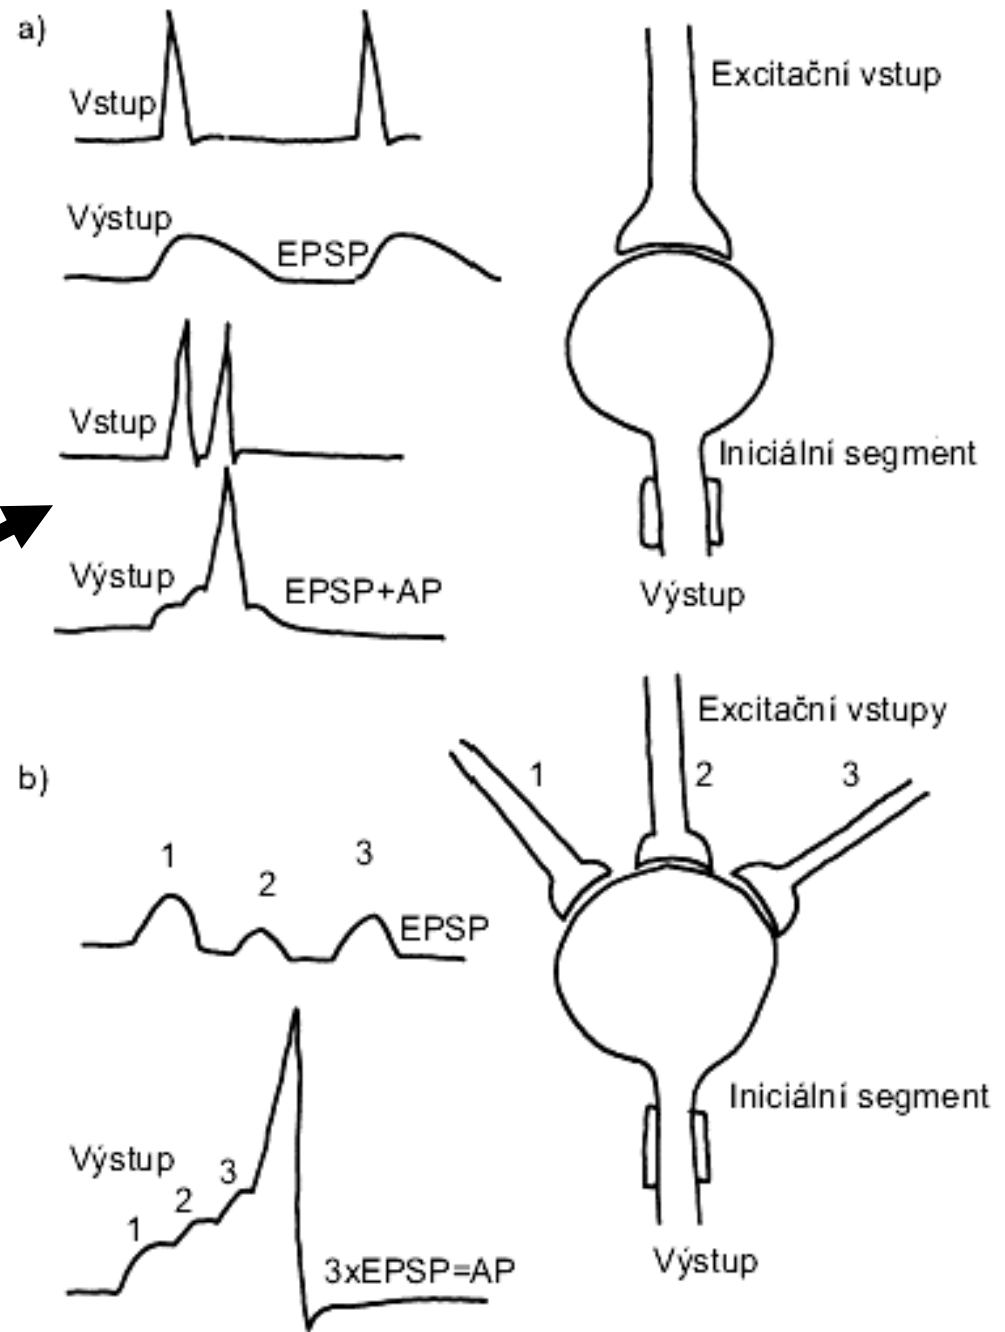 a)
Vstup
Excitační vstup
Výstup
EPSP
Vstup
Iniciální segment
Výstup
EPSP+AP
Výstup
b)
Excitační vstupy
1
2
3
1
2
3
EPSP
Iniciální segment
Výstup
1
2
3
3xEPSP=AP
Výstup